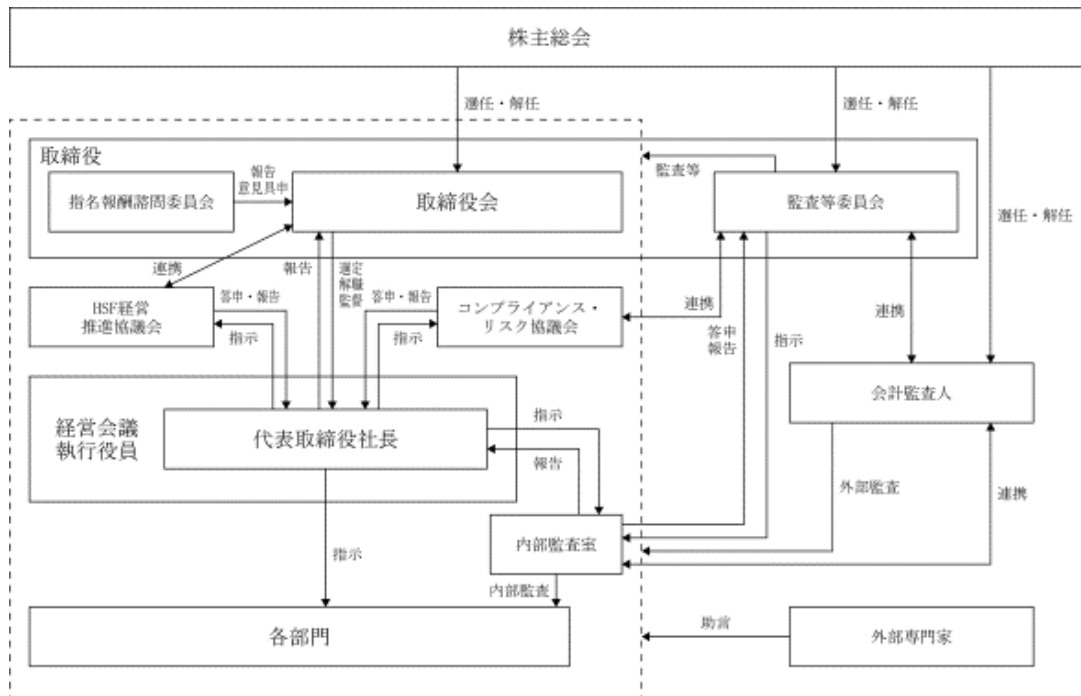 株主総会
選任・解任
選任・解任
選任・解任
取締役
指名報酬諮問委員会
報告
意見具申
取締役会
監査等
監査等委員会
連携
報告
選定
解職
監督
HSF経営
推進協議会
答申・報告
指示
答申・報告
指示
コンプライアンス・
リスク協議会
連携
答申
報告
指示
連携
会計監査人
経営会議
執行役員
代表取締役社長
指示
報告
外部監査
連携
内部監査室
指示
内部監査
各部門
助言
外部専門家